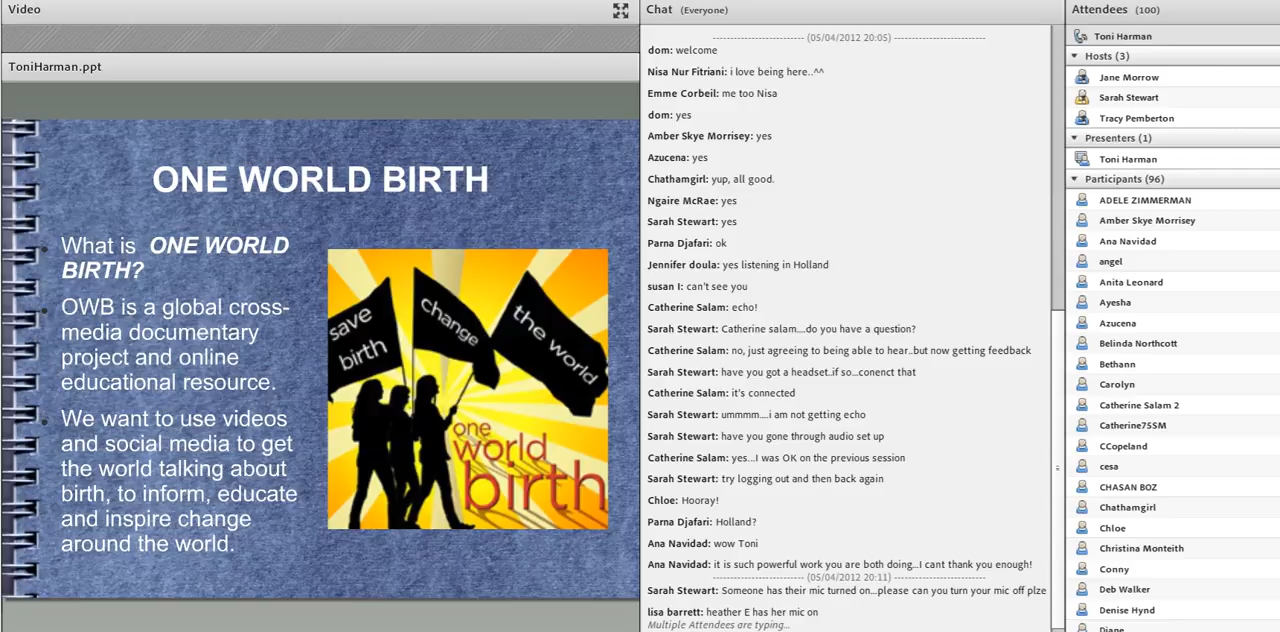 Video
ToniHarman.ppt
ONE WORLD BIRTH
What is ONE WORLD
BIRTH?
OWB is a global cross-
media documentary
project and online
educational resource.
We want to use videos
and social media to get
the world talking about
birth, to inform, educate
and inspire change
around the world.
save
birth
change
the world
one
world
birth
Chat (Everyone)
------------------------ (05/04/2012 20:05) ------------------------
dom: welcome
Nisa Nur Fitriani: i love being here..^^
Emme Corbeil: me too Nisa
dom: yes
Amber Skye Morrisey: yes
Azucena: yes
Chathamgirl: yup, all good.
Ngaire McRae: yes
Sarah Stewart: yes
Parna Djafari: ok
Jennifer doula: yes listening in Holland
susan I: can't see you
Catherine Salam: echo!
Sarah Stewart: Catherine salam....do you have a question?
Catherine Salam: no, just agreeing to being able to hear..but now getting feedback
Sarah Stewart: have you got a headset..if so...conenct that
Catherine Salam: it's connected
Sarah Stewart: ummmm....i am not getting echo
Sarah Stewart: have you gone through audio set up
Catherine Salam: yes...I was OK on the previous session
Sarah Stewart: try logging out and then back again
Chloe: Hooray!
Parna Djafari: Holland?
Ana Navidad: wow Toni
Ana Navidad: it is such powerful work you are both doing...I cant thank you enough!
------------------------ (05/04/2012 20:11) ------------------------
Sarah Stewart: Someone has their mic turned on...please can you turn your mic off plze
lisa barrett: heather E has her mic on
Multiple Attendees are typing...
Attendees (100)
Toni Harman
Hosts (3)
Jane Morrow
Sarah Stewart
Tracy Pemberton
Presenters (1)
Toni Harman
Participants (96)
ADELE ZIMMERMAN
Amber Skye Morrisey
Ana Navidad
angel
Anita Leonard
Ayesha
Azucena
Belinda Northcott
Bethann
Carolyn
Catherine Salam 2
Catherine75SM
CCopeland
cesa
CHASAN BOZ
Chathamgirl
Chloe
Christina Monteith
Conny
Deb Walker
Denise Hynd
Diane